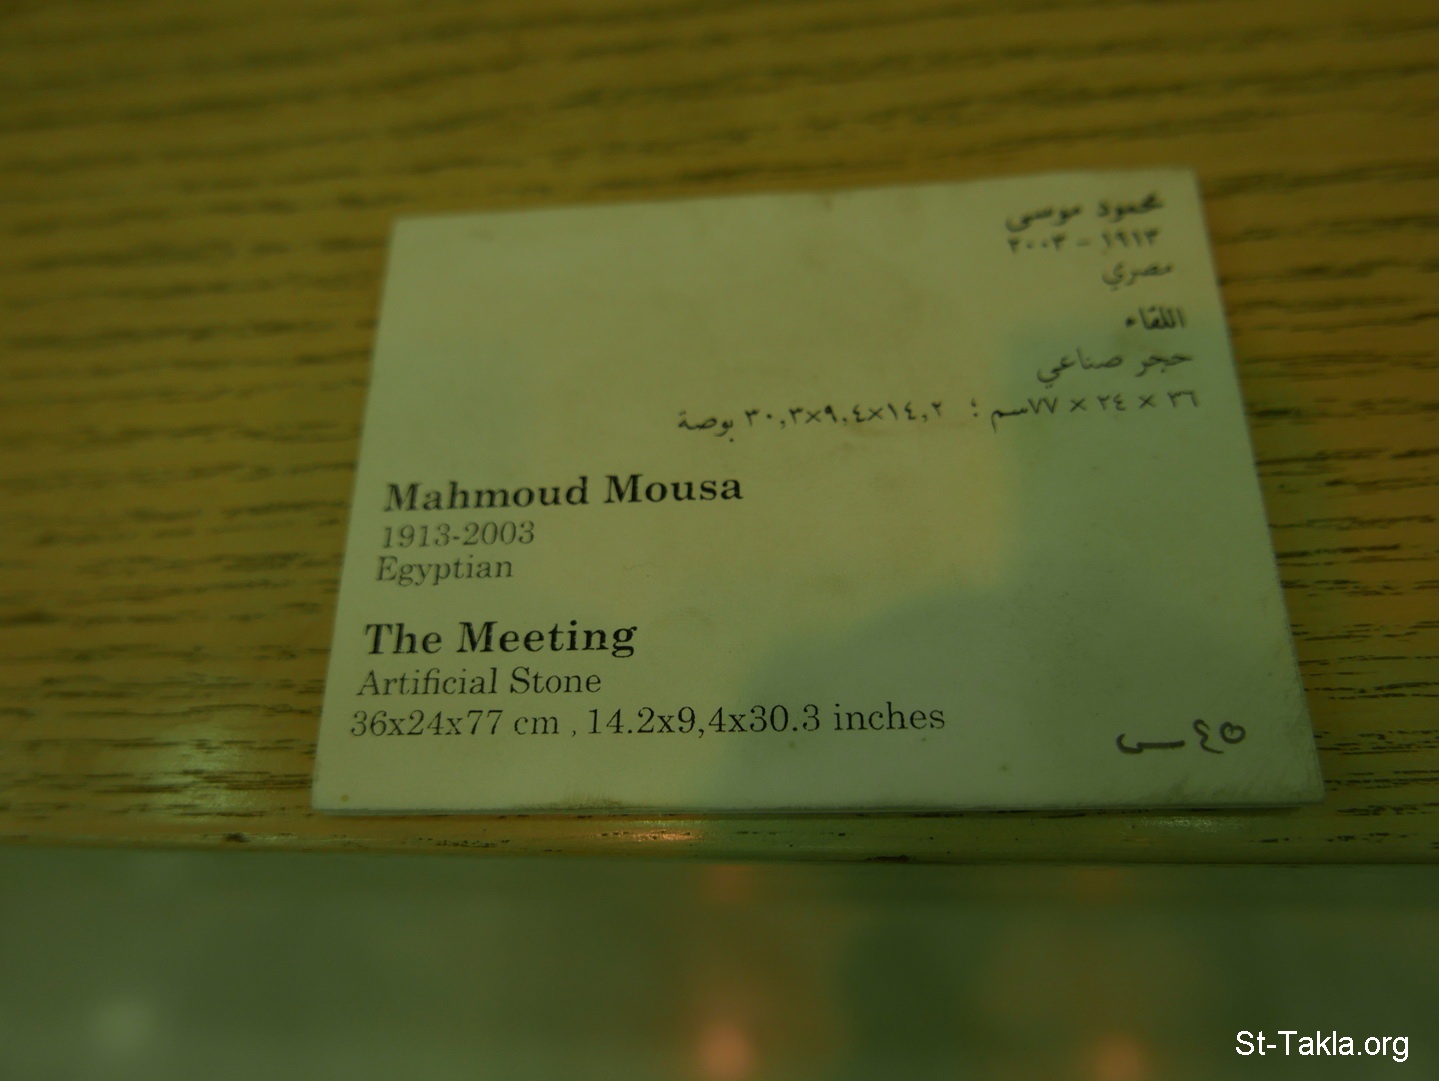 محمود موسى
١٩١٣ – ٢٠٠٣
مصري
اللقاء
حجر صناعي
٣٦ × ٢٤ × ٧٧سم ؛ ١٤,٢×٩,٤×٣٠,٣ بوصة
Mahmoud Mousa
1913-2003
Egyptian
The Meeting
Artificial Stone
36x24x77 cm , 14.2x9,4x30.3 inches
٤٥ س
St-Takla.org